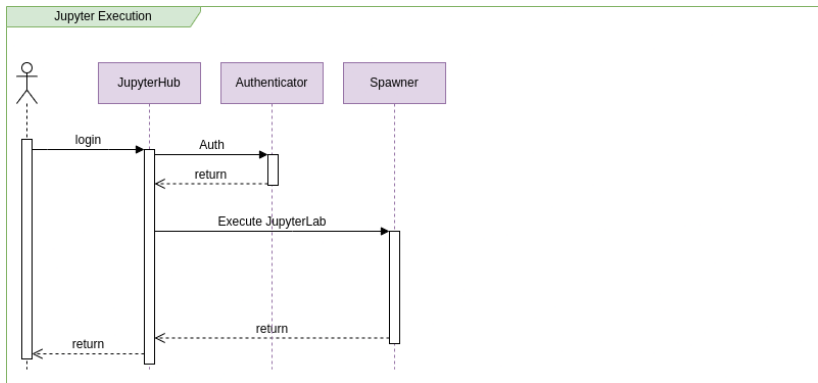 Jupyter Execution
JupyterHub
Authenticator
Spawner
login
Auth
return
Execute JupyterLab
return
return